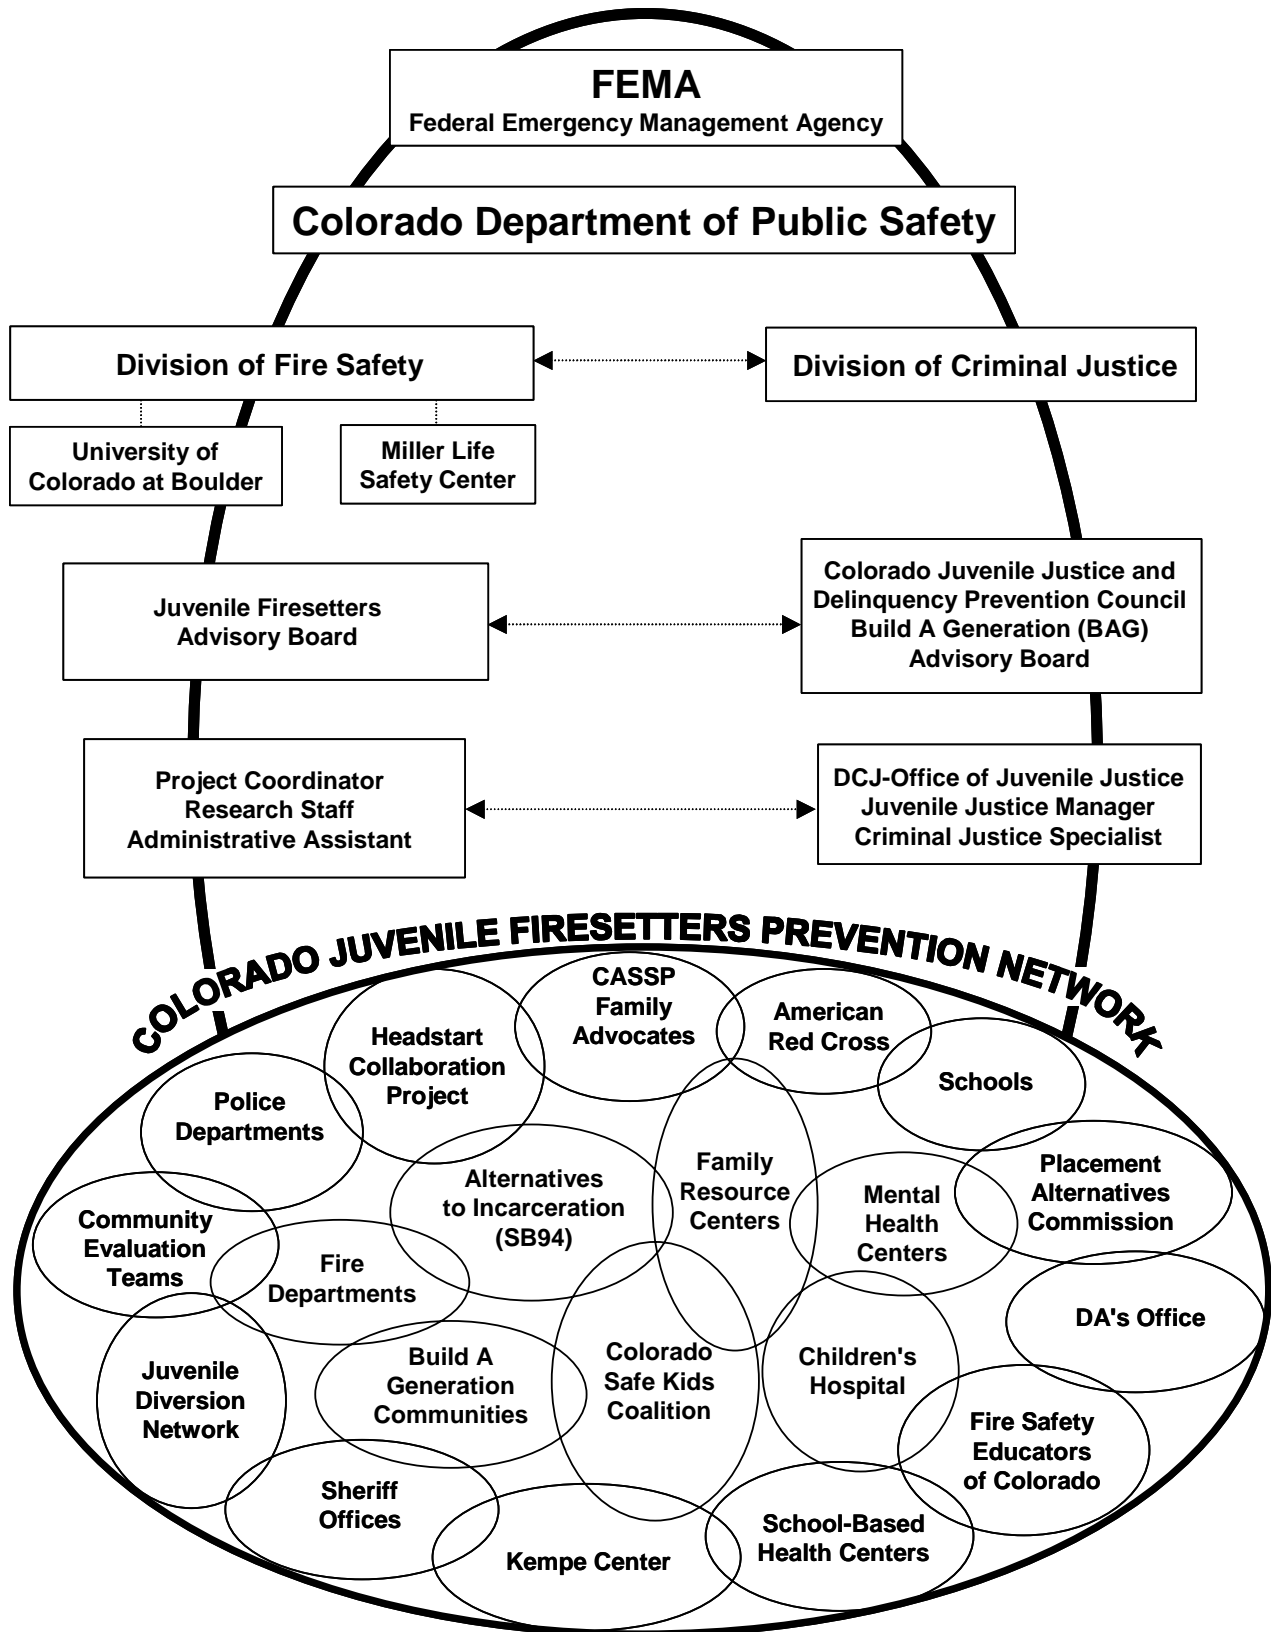 FEMA
Federal Emergency Management Agency
Colorado Department of Public Safety
Division of Fire Safety
Division of Criminal Justice
University of
Colorado at Boulder
Miller Life
Safety Center
Juvenile Firesetters
Advisory Board
Colorado Juvenile Justice and
Delinquency Prevention Council
Build A Generation (BAG)
Advisory Board
Project Coordinator
Research Staff
Administrative Assistant
DCJ-Office of Juvenile Justice
Juvenile Justice Manager
Criminal Justice Specialist
COLORADO JUVENILE FIRESETTERS PREVENTION NETWORK
CASSP
Family
Advocates
American
Red Cross
Headstart
Collaboration
Project
Schools
Police
Departments
Alternatives
to Incarceration
(SB94)
Family
Resource
Centers
Mental
Health
Centers
Placement
Alternatives
Commission
Community
Evaluation
Teams
Fire
Departments
DA's Office
Juvenile
Diversion
Network
Build A
Generation
Communities
Colorado
Safe Kids
Coalition
Children's
Hospital
Fire Safety
Educators
of Colorado
Sheriff
Offices
Kempe Center
School-Based
Health Centers